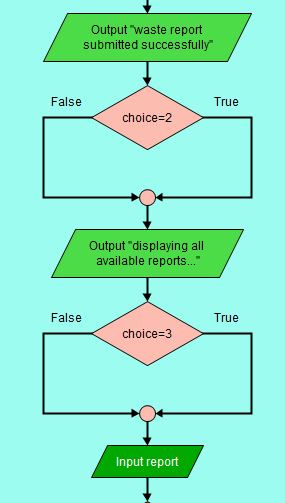 Output "waste report
submitted successfully"
False
True
choice=2
Output "displaying all
available reports..."
False
True
choice=3
Input report